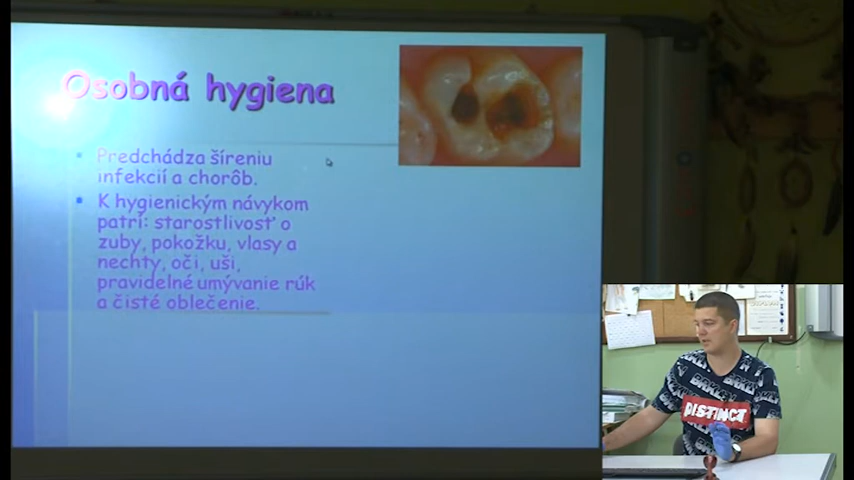 Osobná hygiena
Predchádza šíreniu
infekcií a chorôb.
K hygienickým návykom
patrí: starostlivosť o
zuby, pokožku, vlasy a
nechty, oči, uši,
pravidelné umývanie rúk
a čisté oblečenie.
DISTINCT